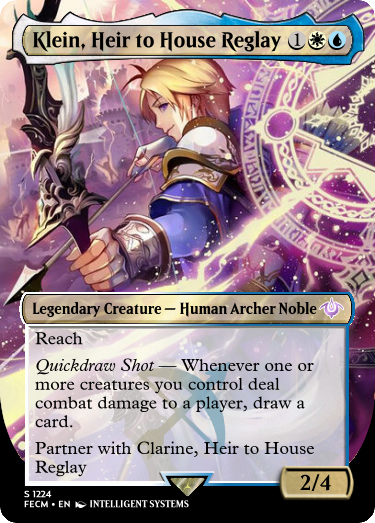 Klein, Heir to House Reglay 1
Legendary Creature — Human Archer Noble
Reach
Quickdraw Shot — Whenever one or
more creatures you control deal
combat damage to a player, draw a
card.
Partner with Clarine, Heir to House
Reglay
2/4
S 1224
FECM • EN INTELLIGENT SYSTEMS